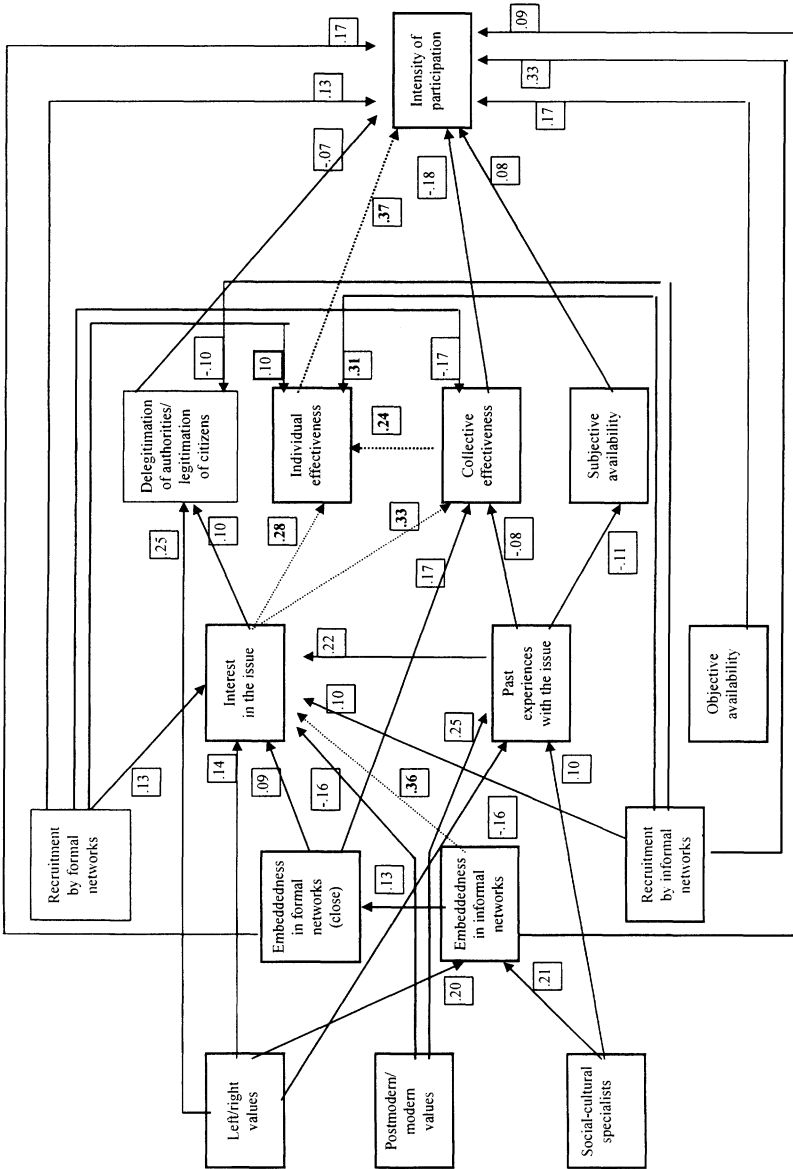 Left/right
values
Postmodern/
modern
values
Social-cultural
specialists
Recruitment
by formal
networks
Embeddedness
in formal
networks
(close)
Embeddedness
in informal
networks
Recruitment
by informal
networks
Interest
in the issue
Past
experiences
with the issue
Objective
availability
Delegitimation
of authorities/
legitimation
of citizens
Individual
effectiveness
Collective
effectiveness
Subjective
availability
Intensity of
participation
.13
.14
.09
-.16
.36
.10
.22
.13
.20
.21
-.16
.25
.10
.25
.10
.28
.33
.17
-.08
-.11
-.10
.10
.31
.24
-.17
.17
.13
-.07
.37
-.18
.08
.17
.33
.09